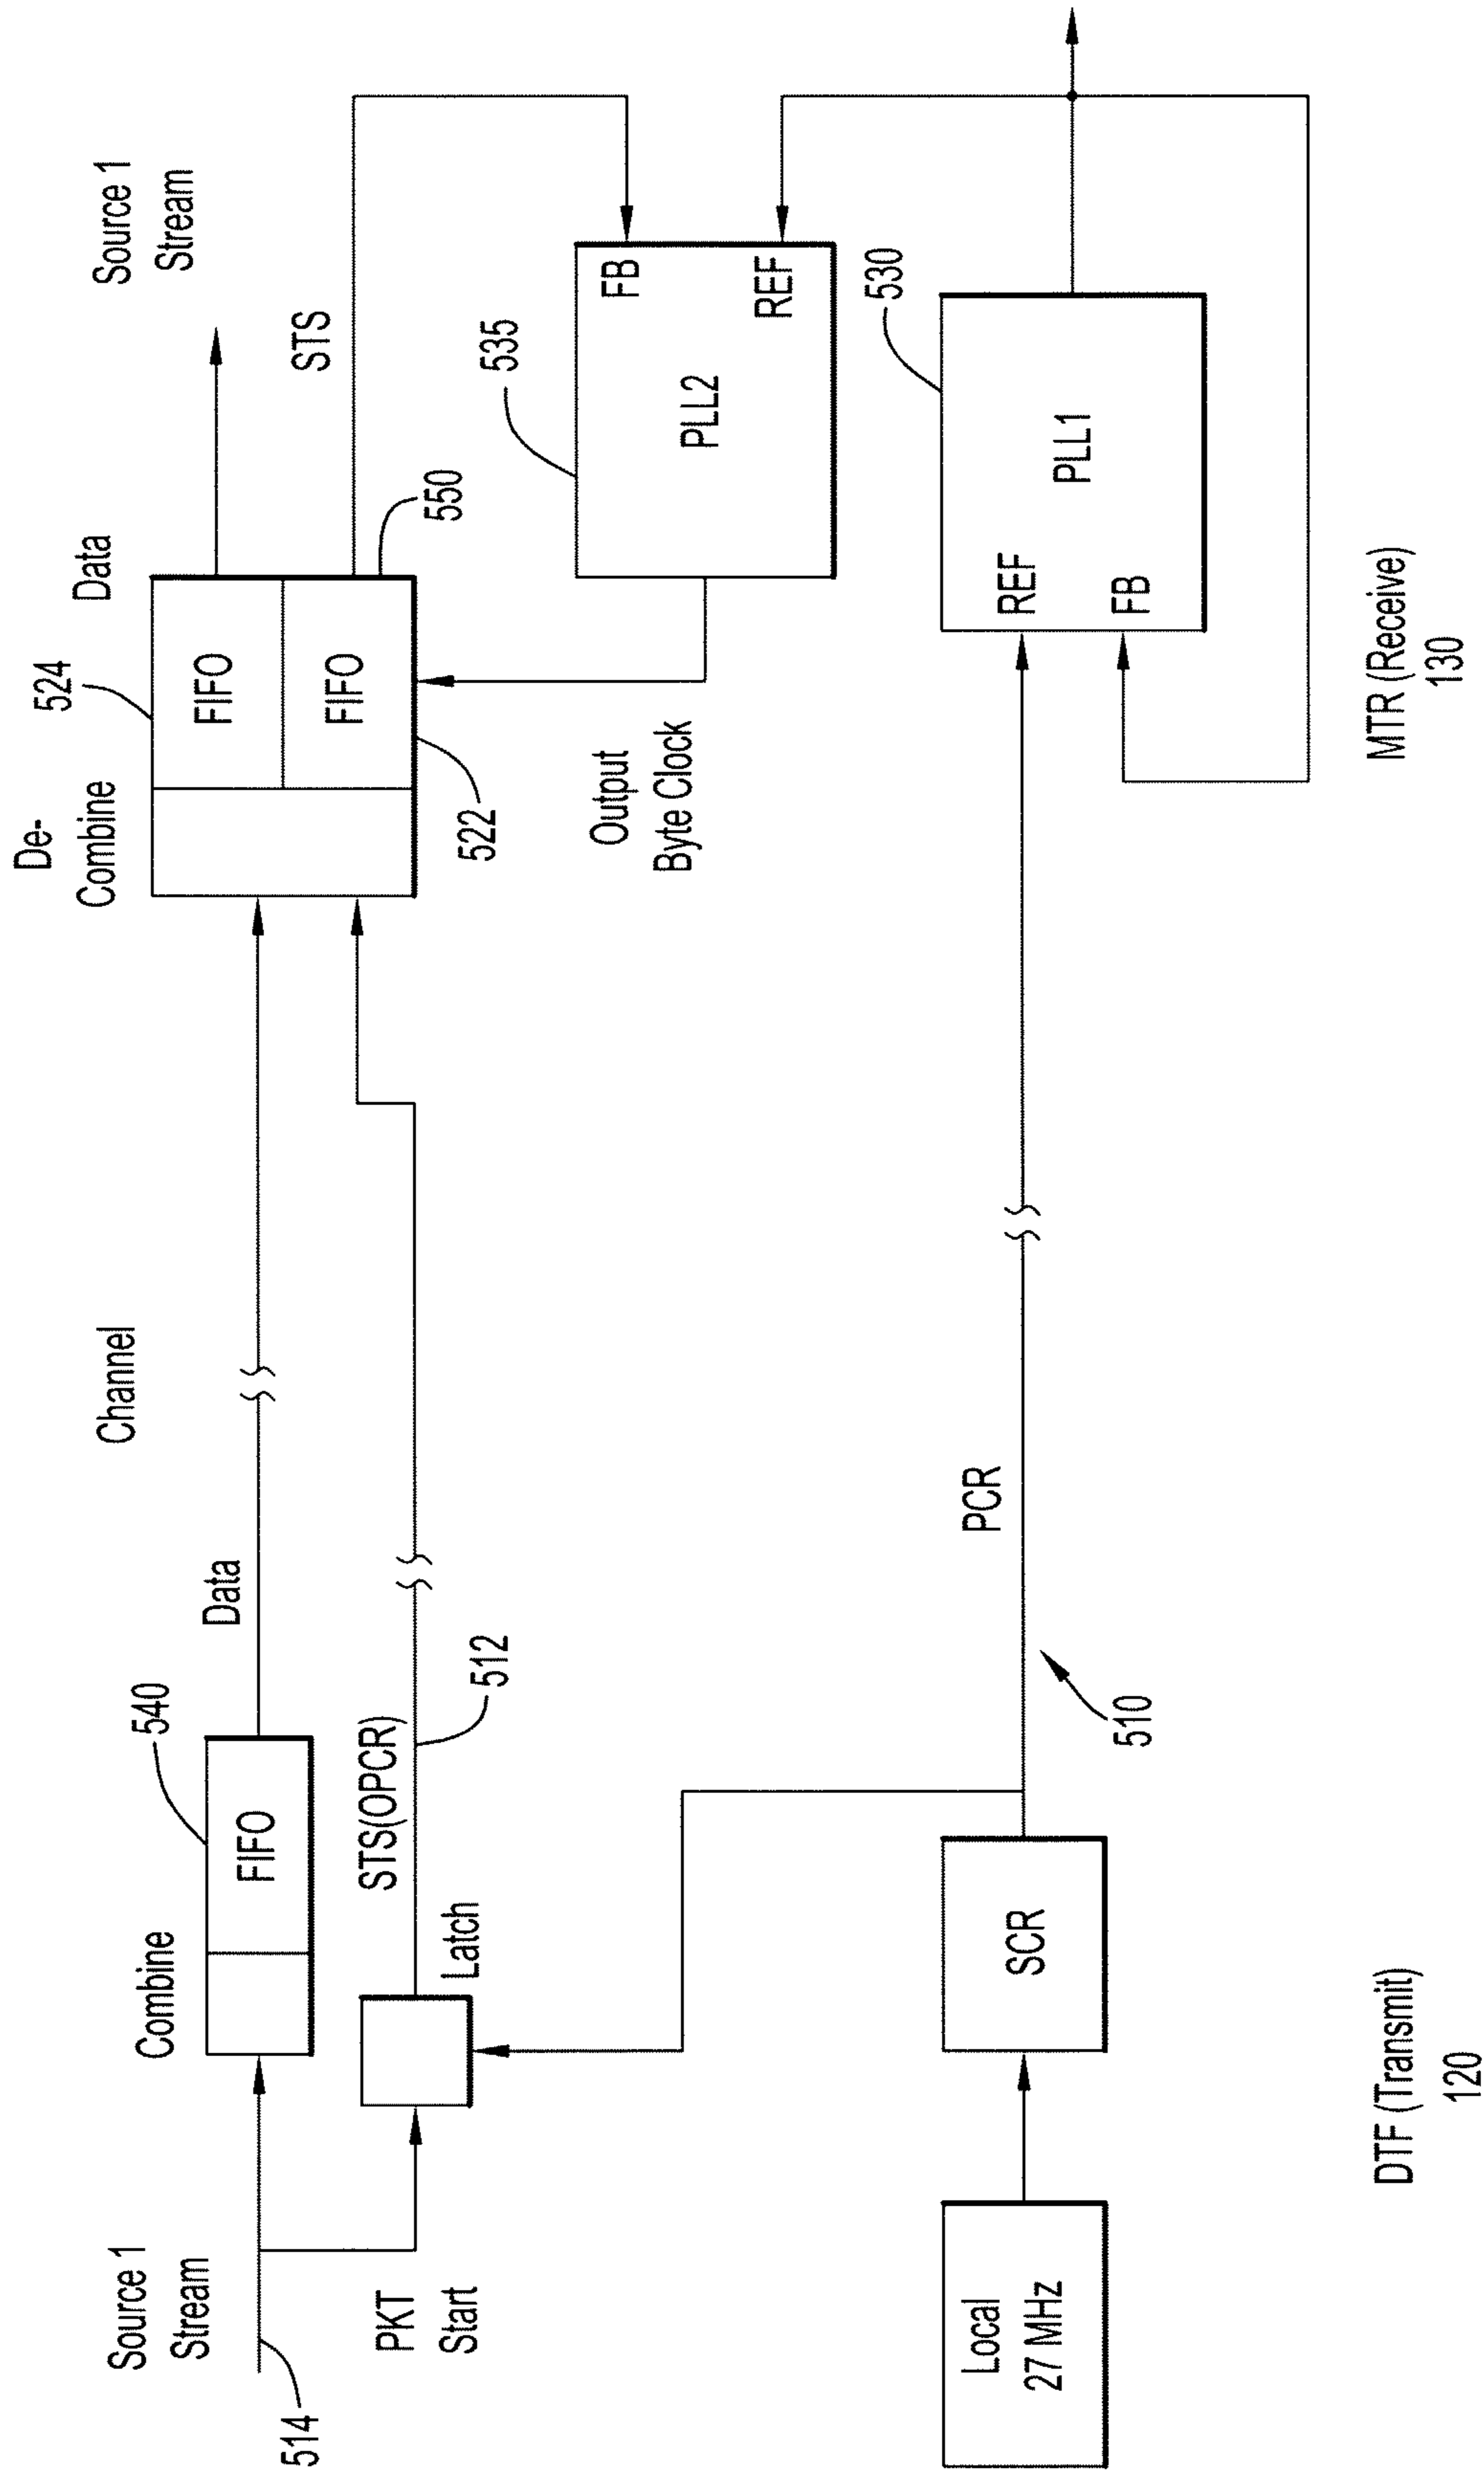 Source 1
Stream
514
PKT
Start
Combine
FIFO
540
Data
Latch
STS(OPCR)
512
Channel
De-
Combine
524
FIFO
FIFO
522
Data
550
Source 1
Stream
STS
Output
Byte Clock
535
PLL2
FB
REF
Local
27 MHz
SCR
510
PCR
530
REF
FB
PLL1
DTF (Transmit)
120
MTR (Receive)
130